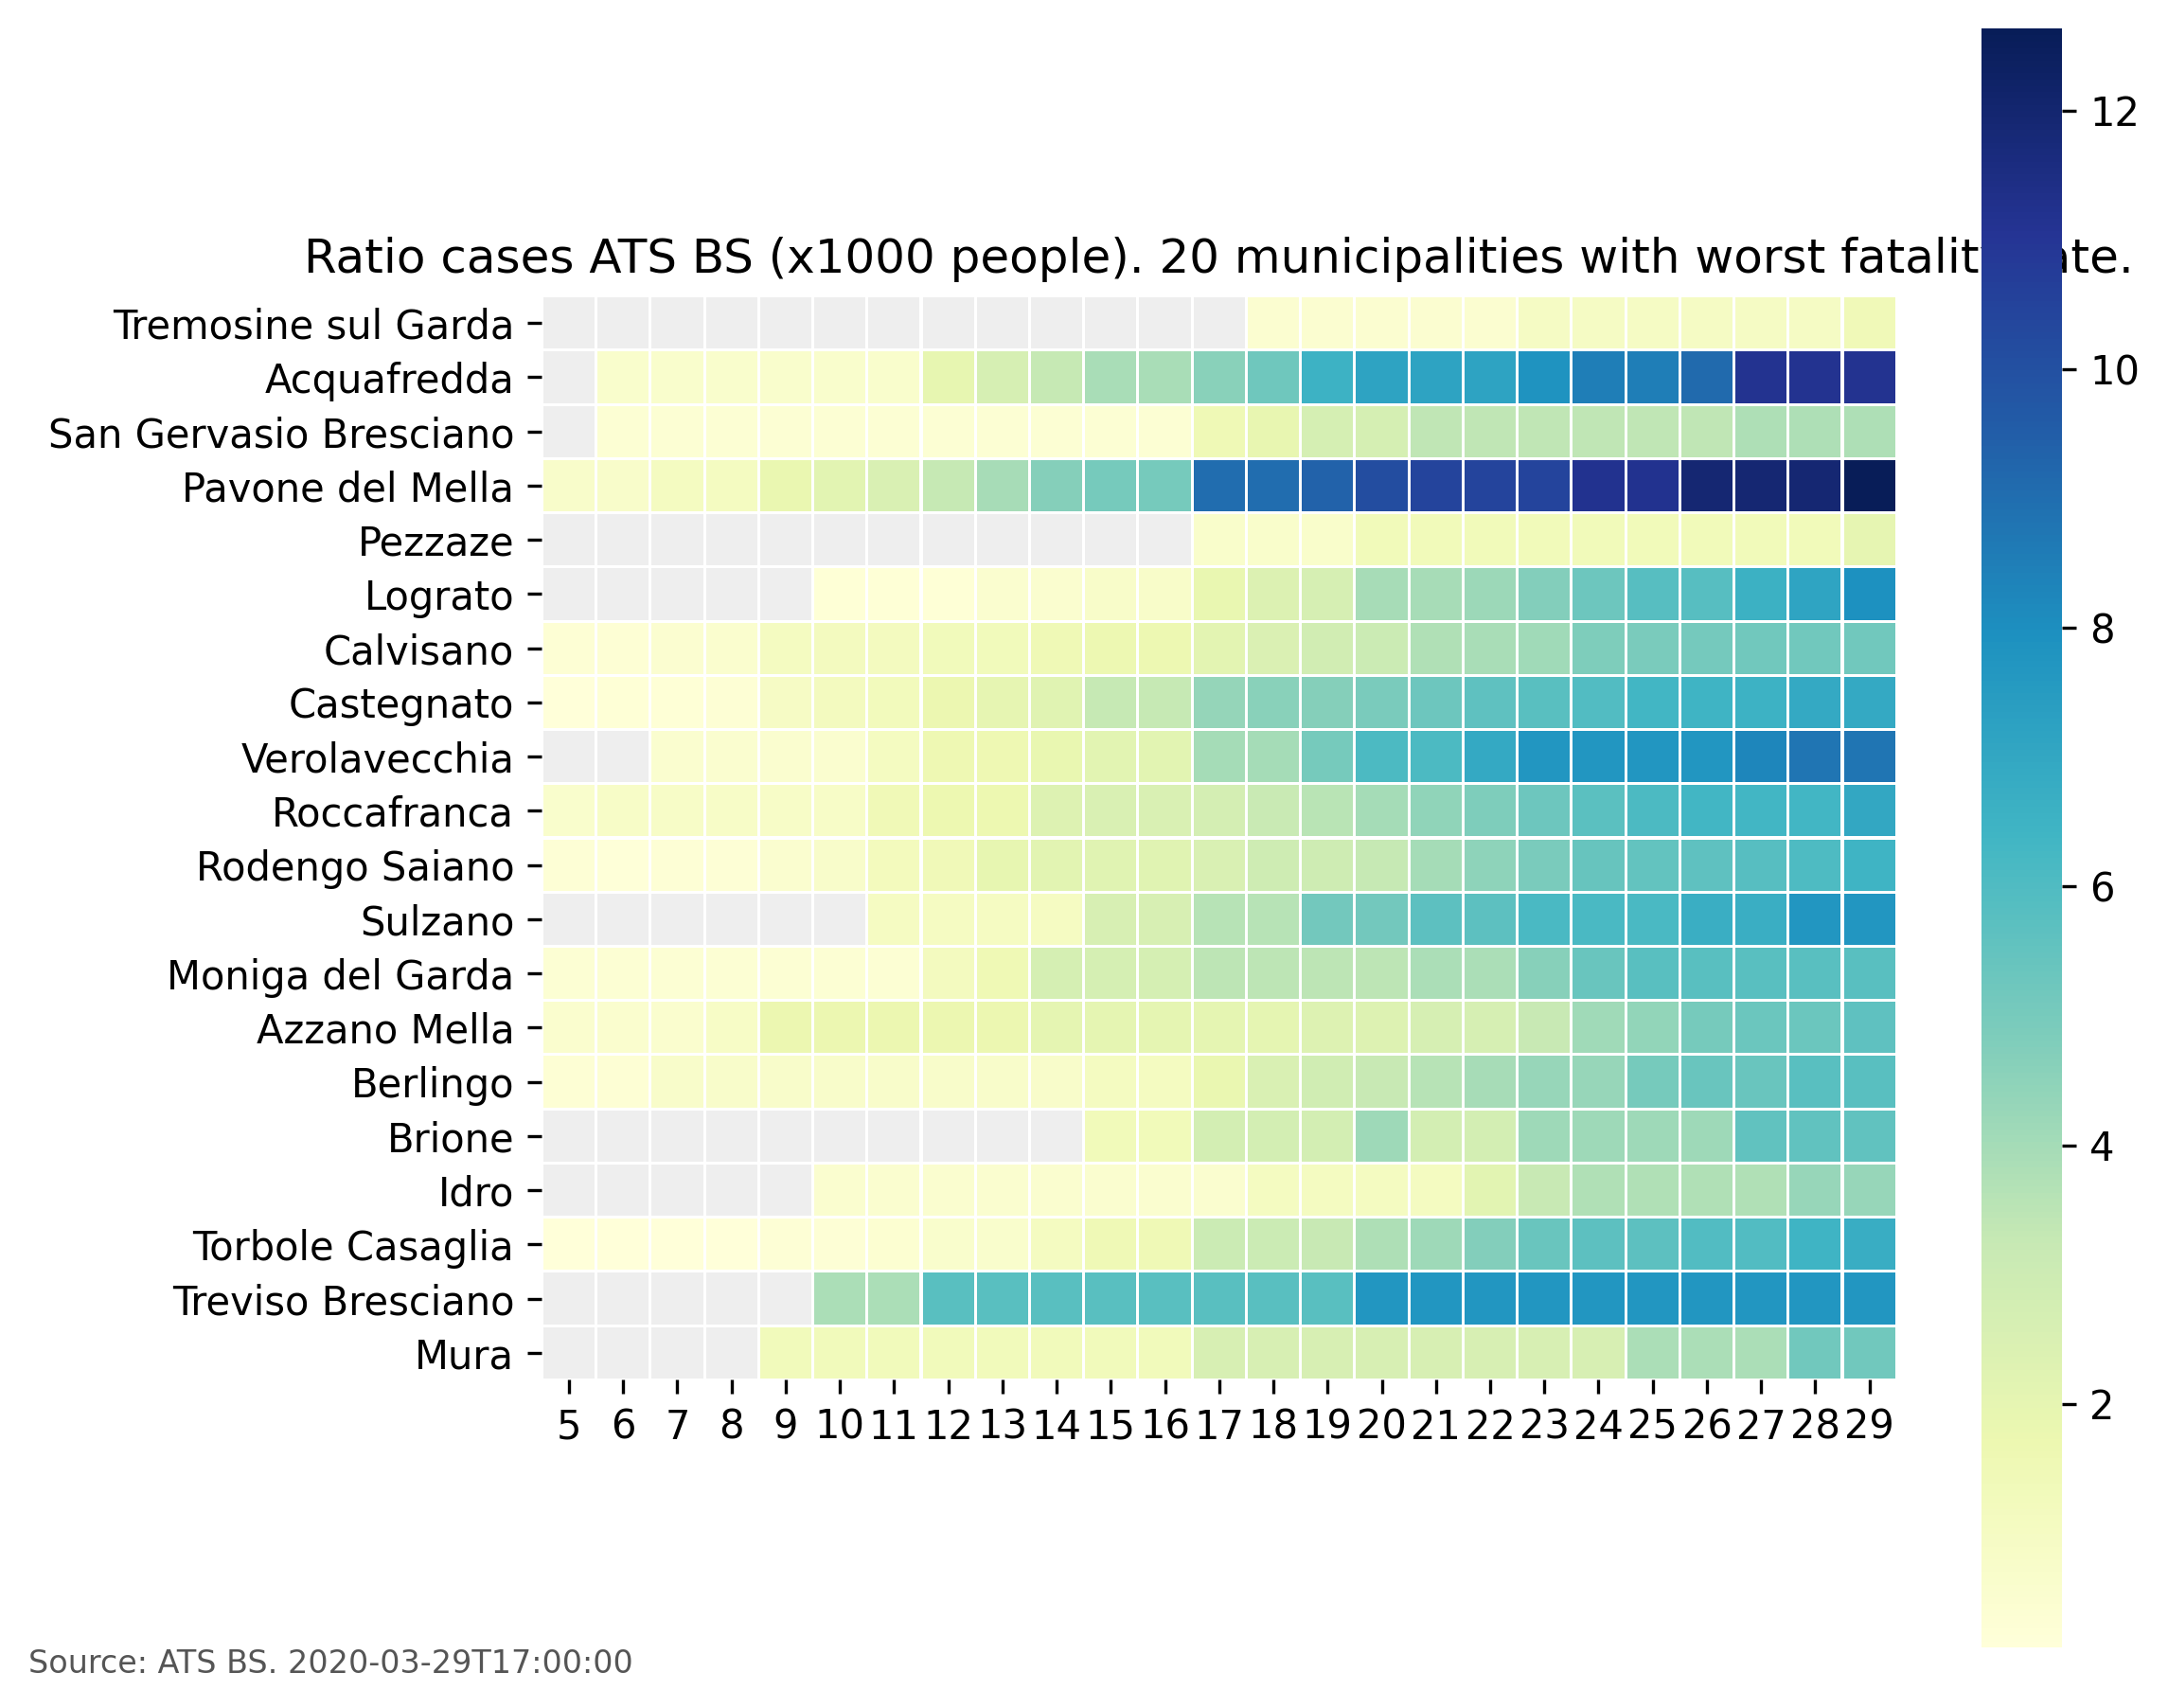 Ratio cases ATS BS (x1000 people). 20 municipalities with worst fatality rate.
Tremosine sul Garda
Acquafredda
San Gervasio Bresciano
Pavone del Mella
Pezzaze
Lograto
Calvisano
Castegnato
Verolavecchia
Roccafranca
Rodengo Saiano
Sulzano
Moniga del Garda
Azzano Mella
Berlingo
Brione
Idro
Torbole Casaglia
Treviso Bresciano
Mura
5 6 7 8 9 10 11 12 13 14 15 16 17 18 19 20 21 22 23 24 25 26 27 28 29
12
10
8
6
4
2
Source: ATS BS. 2020-03-29T17:00:00